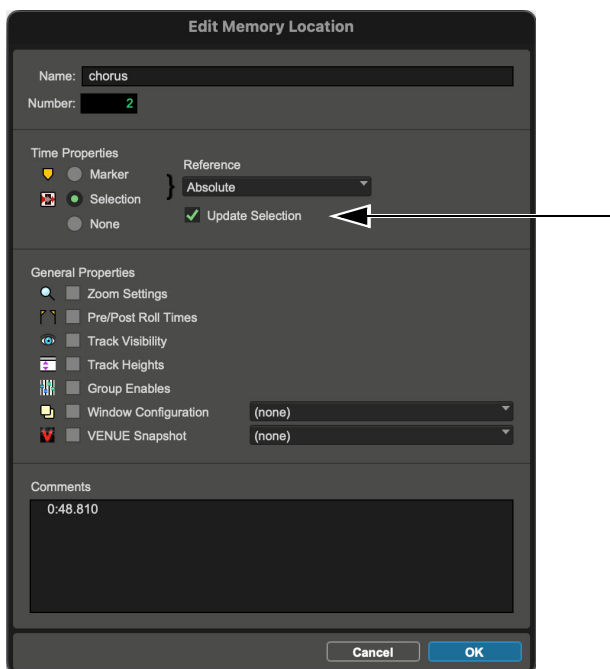 Edit Memory Location
Name: chorus
Number: 2
Time Properties
Marker
Selection
None
Reference
Absolute
Update Selection
General Properties
Zoom Settings
Pre/Post Roll Times
Track Visibility
Track Heights
Group Enables
Window Configuration (none)
VENUE Snapshot (none)
Comments
0:48.810
Cancel OK